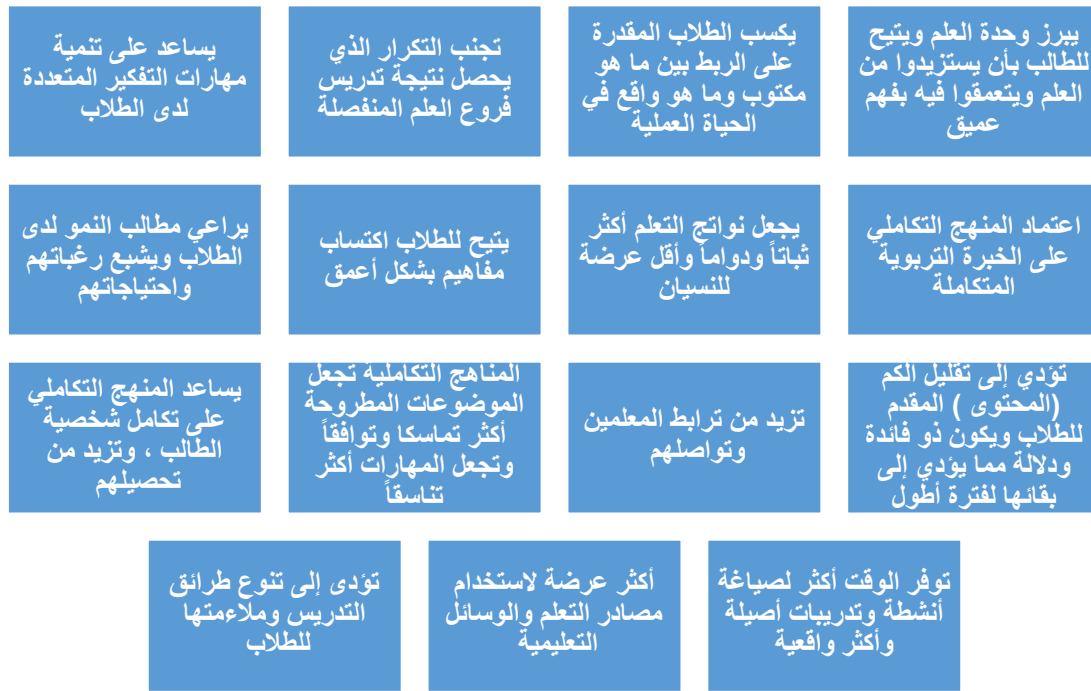 يبرز وحدة العلم ويتيح
للطالب بأن يستزيدوا من
العلم ويتعمقوا فيه بفهم
عميق
يكسب الطلاب المقدرة
على الربط بين ما هو
مكتوب وما هو واقع في
الحياة العملية
تجنب التكرار الذي
يحصل نتيجة تدريس
فروع العلم المنفصلة
يساعد على تنمية
مهارات التفكير المتعددة
لدى الطلاب
اعتماد المنهج التكاملي
على الخبرة التربوية
المتكاملة
يجعل نواتج التعلم أكثر
ثباتاً ودواماً وأقل عرضة
للنسيان
يتيح للطلاب اكتساب
مفاهيم بشكل أعمق
يراعي مطالب النمو لدى
الطلاب ويشبع رغباتهم
واحتياجاتهم
تؤدي إلى تقليل الكم
(المحتوى ) المقدم
للطلاب ويكون ذو فائدة
ودلالة مما يؤدي إلى
بقائها لفترة أطول
تزيد من ترابط المعلمين
وتواصلهم
المناهج التكاملية تجعل
الموضوعات المطروحة
أكثر تماسكا وتوافقاً
وتجعل المهارات أكثر
تناسقاً
يساعد المنهج التكاملي
على تكامل شخصية
الطالب ، وتزيد من
تحصيلهم
توفر الوقت أكثر لصياغة
أنشطة وتدريبات أصيلة
وأكثر واقعية
أكثر عرضة لاستخدام
مصادر التعلم والوسائل
التعليمية
تؤدى إلى تنوع طرائق
التدريس وملاءمتها
للطلاب